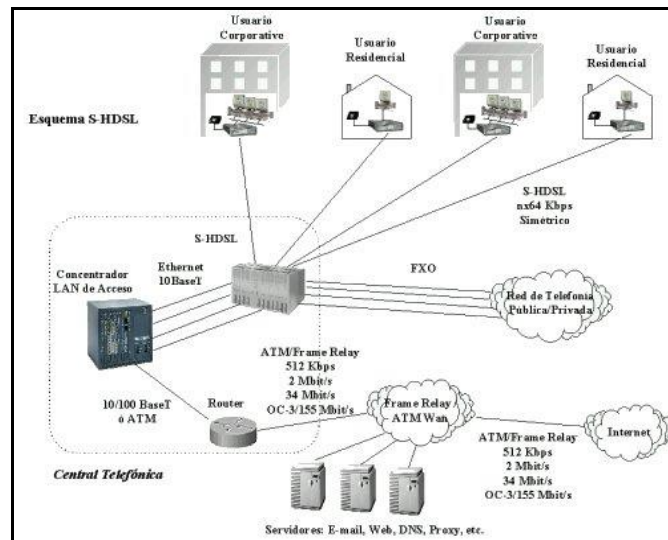 Usuario
Corporative
Usuario
Residencial
Usuario
Corporative
Usuario
Residencial
Esquema S-HDSL
S-HDSL
nx64 Kbps
Simétrico
S-HDSL
Ethernet
10BaseT
Concentrador
LAN de Acceso
FXO
Red de Telefonia
Pública/Privada
ATM/Frame Relay
512 Kbps
2 Mbit/s
34 Mbit/s
OC-3/155 Mbit/s
10/100 BaseT
ó ATM
Router
Frame Relay /
ATM Wan
ATM/Frame Relay
512 Kbps
2 Mbit/s
34 Mbit/s
OC-3/155 Mbit/s
Internet
Central Telefónica
Servidores: E-mail, Web, DNS, Proxy, etc.